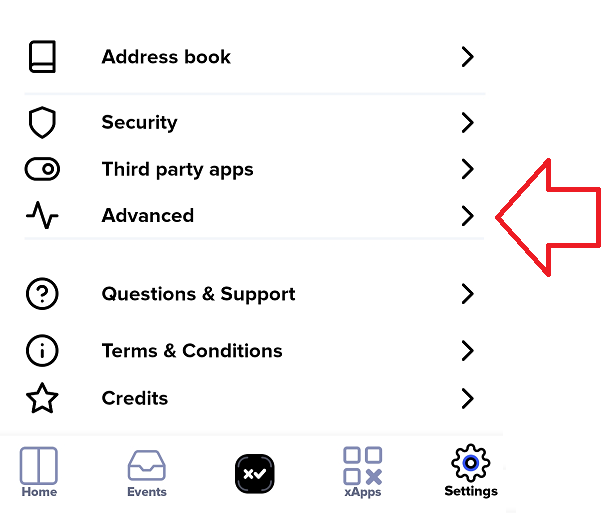 Address book
Security
Third party apps
Advanced
Questions & Support
Terms & Conditions
Credits
Home
Events
xApps
Settings